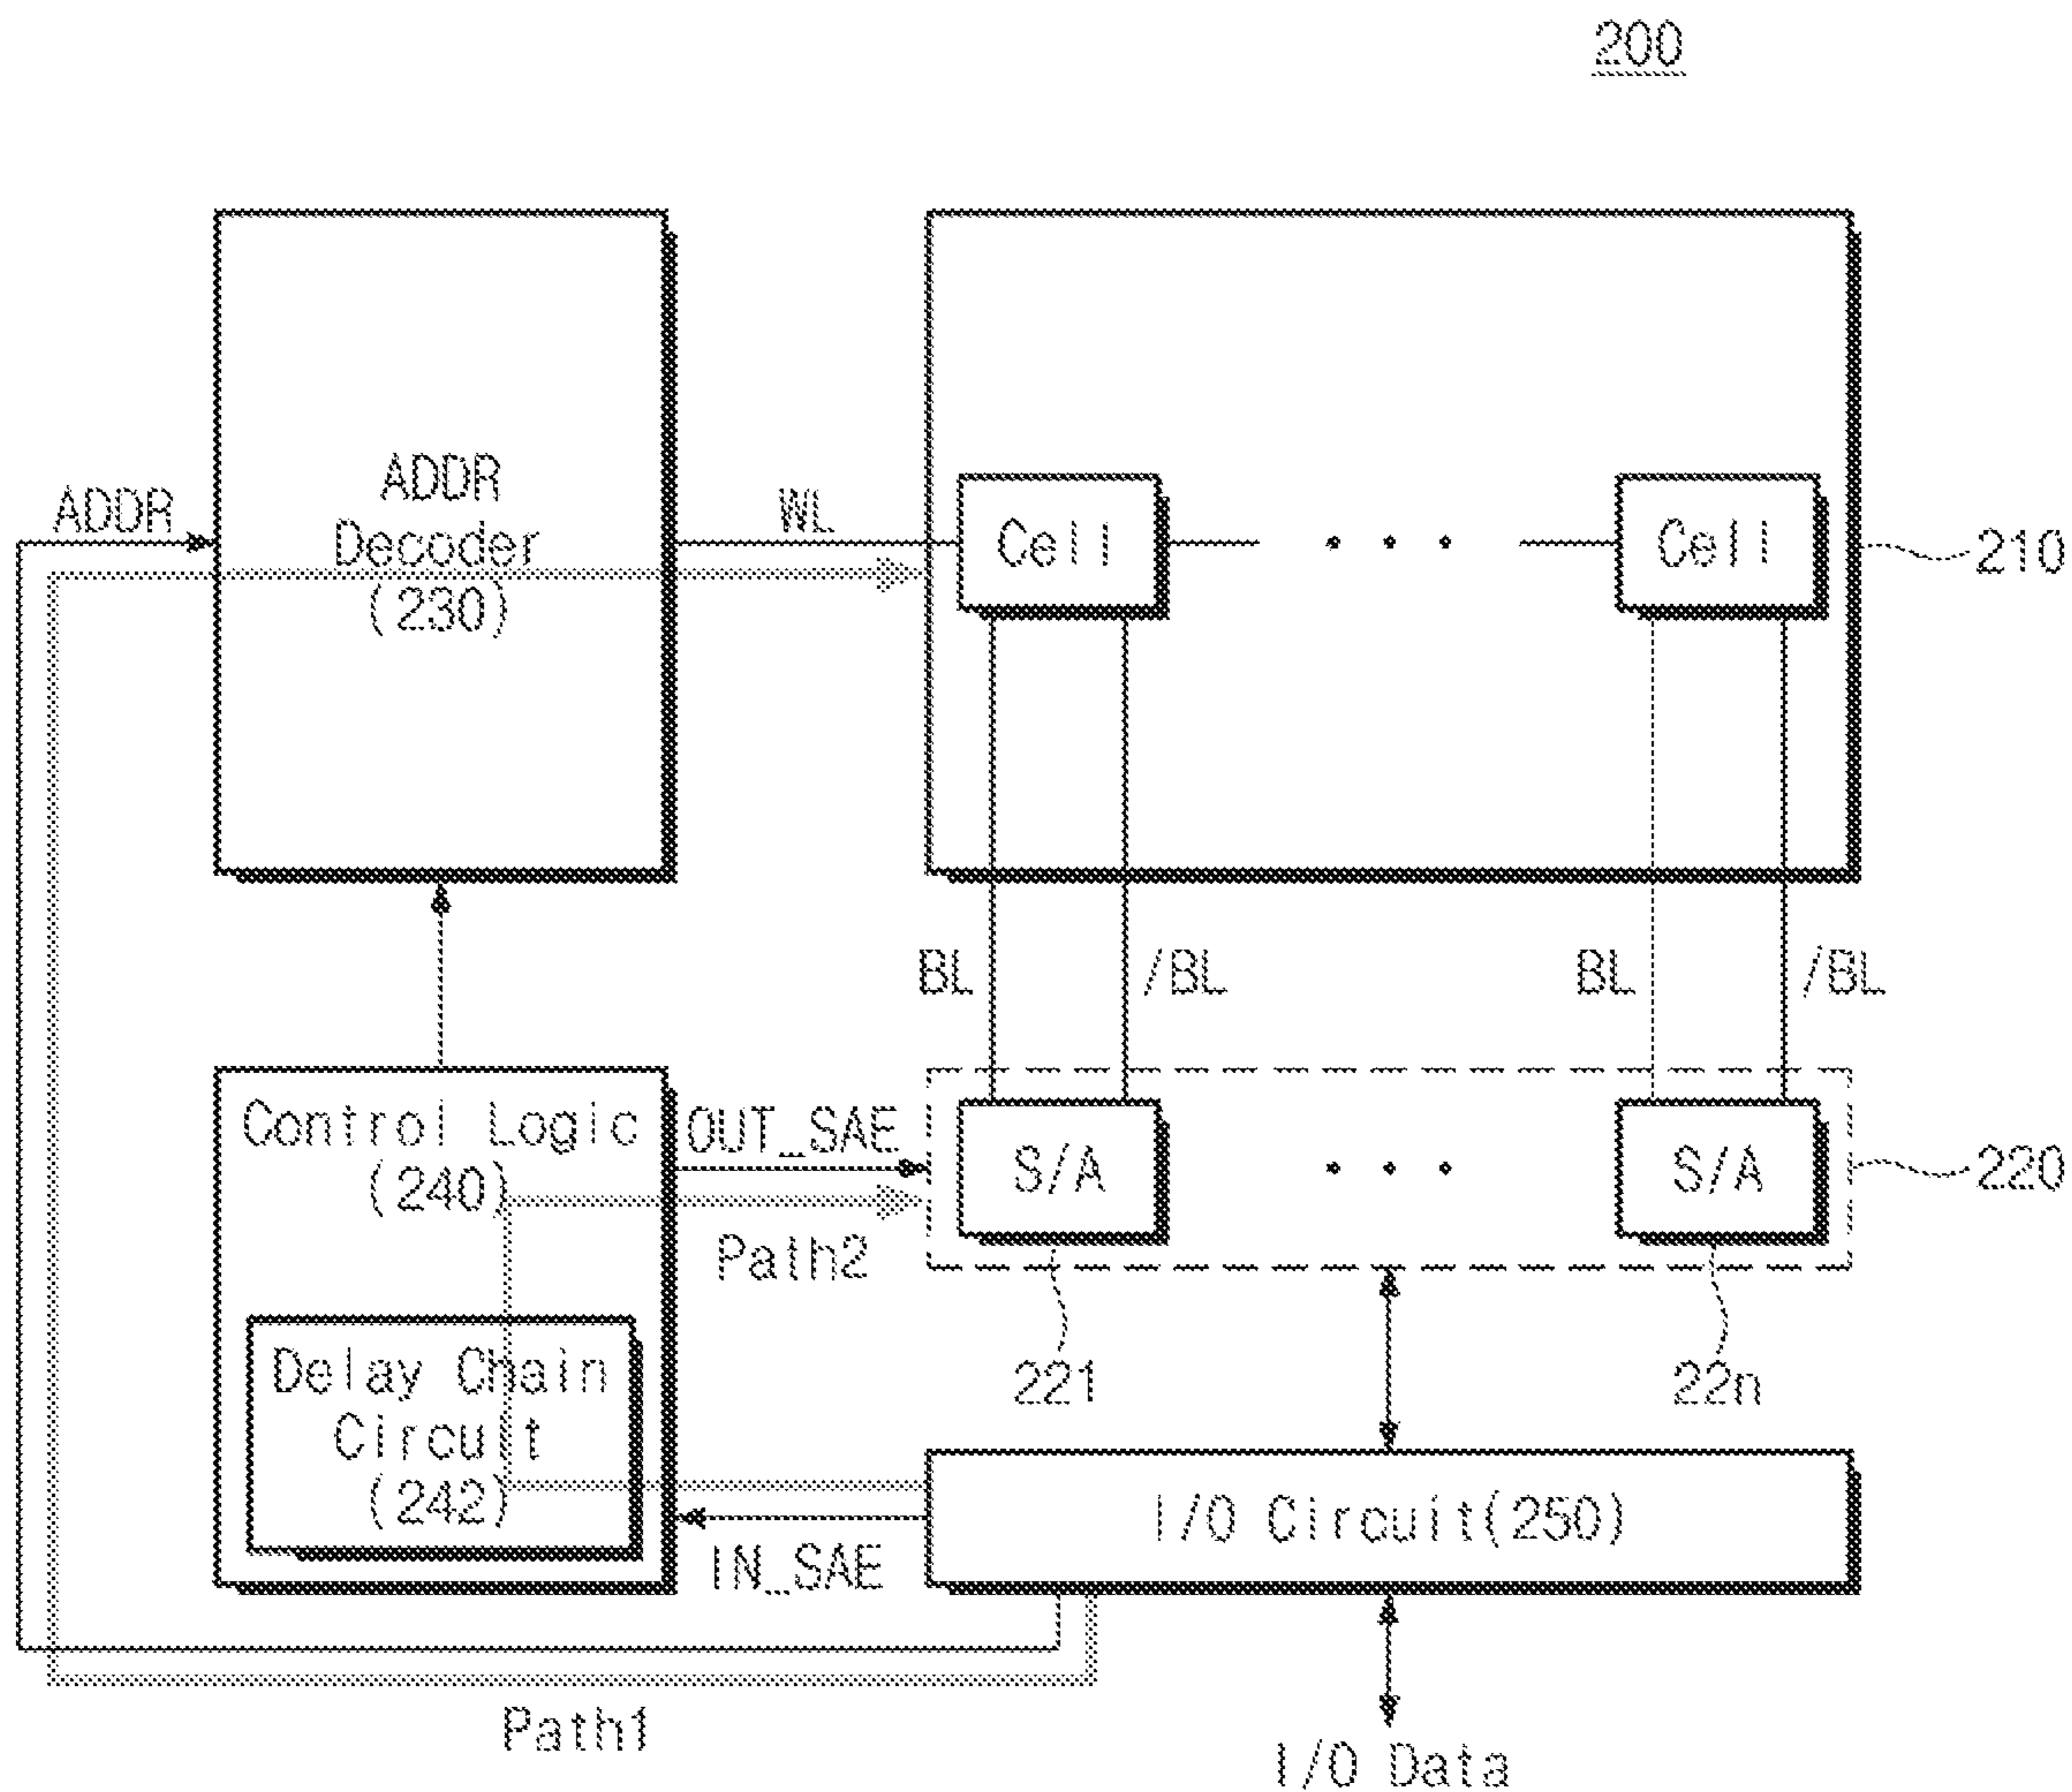 200
ADDR
ADDR
Decoder
(230)
WL
Cell
Cell
210
BL
/BL
BL
/BL
Control Logic
(240)
OUT_SAE
S/A
S/A
220
Path2
Delay Chain
Circuit
(242)
221
22n
IN_SAE
I/O Circuit(250)
Path1
I/O Data